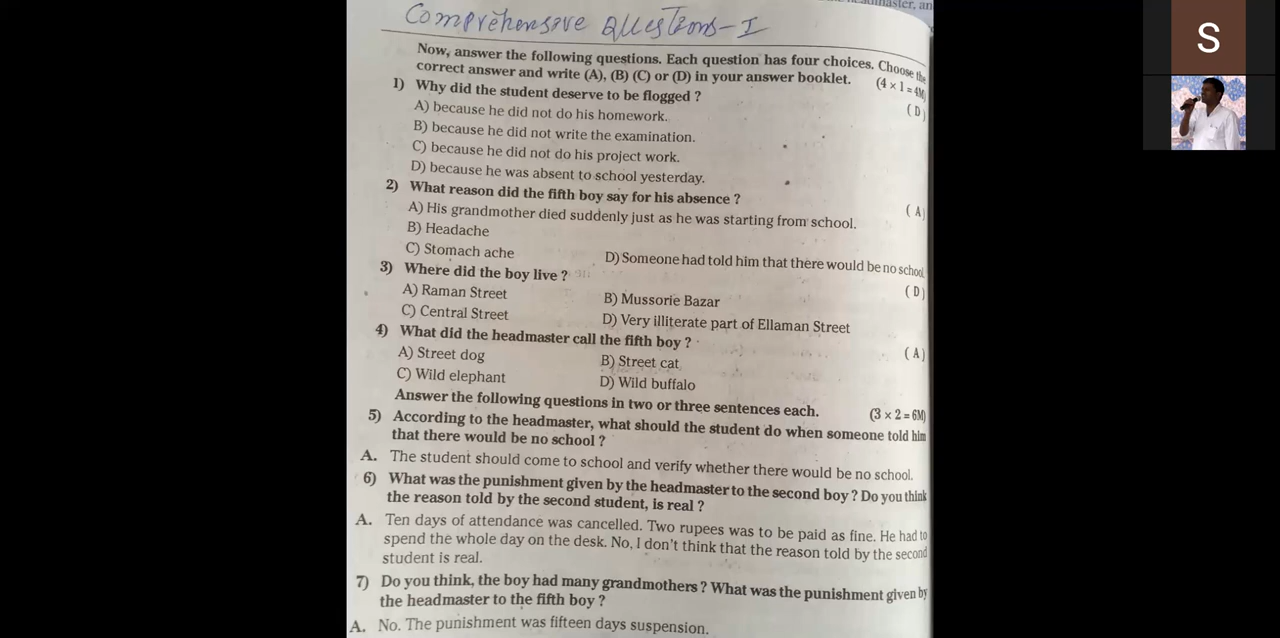 master, an
Comprehensive Questions-I
Now, answer the following questions. Each question has four choices. Choose the
correct answer and write (A), (B) (C) or (D) in your answer booklet. (4 × 1 = 4M)
1) Why did the student deserve to be flogged ? ( D )
A) because he did not do his homework.
B) because he did not write the examination.
C) because he did not do his project work.
D) because he was absent to school yesterday.
2) What reason did the fifth boy say for his absence ? ( A )
A) His grandmother died suddenly just as he was starting from school.
B) Headache
C) Stomach ache D) Someone had told him that there would be no school
3) Where did the boy live ? ( D )
A) Raman Street B) Mussorie Bazar
C) Central Street D) Very illiterate part of Ellaman Street
4) What did the headmaster call the fifth boy ? ( A )
A) Street dog B) Street cat
C) Wild elephant D) Wild buffalo
Answer the following questions in two or three sentences each. (3 × 2 = 6M)
5) According to the headmaster, what should the student do when someone told him
that there would be no school ?
A. The student should come to school and verify whether there would be no school.
6) What was the punishment given by the headmaster to the second boy ? Do you think
the reason told by the second student, is real ?
A. Ten days of attendance was cancelled. Two rupees was to be paid as fine. He had to
spend the whole day on the desk. No, I don't think that the reason told by the second
student is real.
7) Do you think, the boy had many grandmothers ? What was the punishment given by
the headmaster to the fifth boy ?
A. No. The punishment was fifteen days suspension.
S